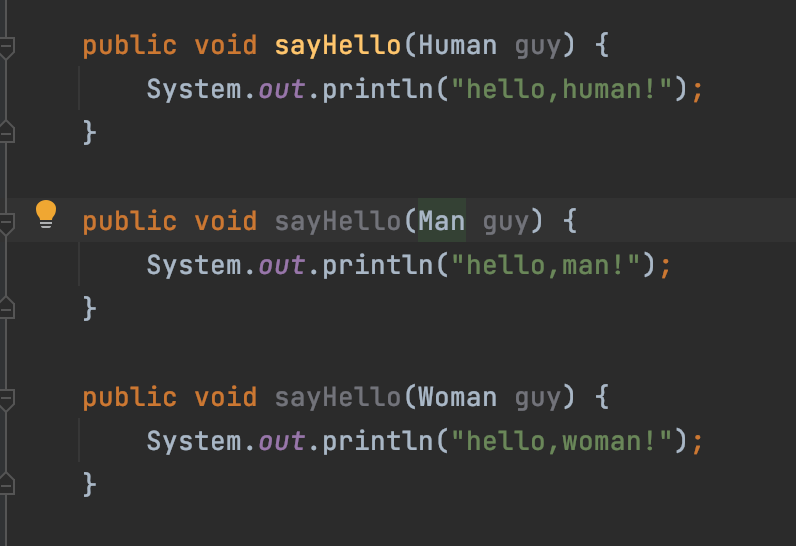 public void sayHello(Human guy) {
System.out.println("hello,human!");
}
public void sayHello(Man guy) {
System.out.println("hello,man!");
}
public void sayHello(Woman guy) {
System.out.println("hello,woman!");
}